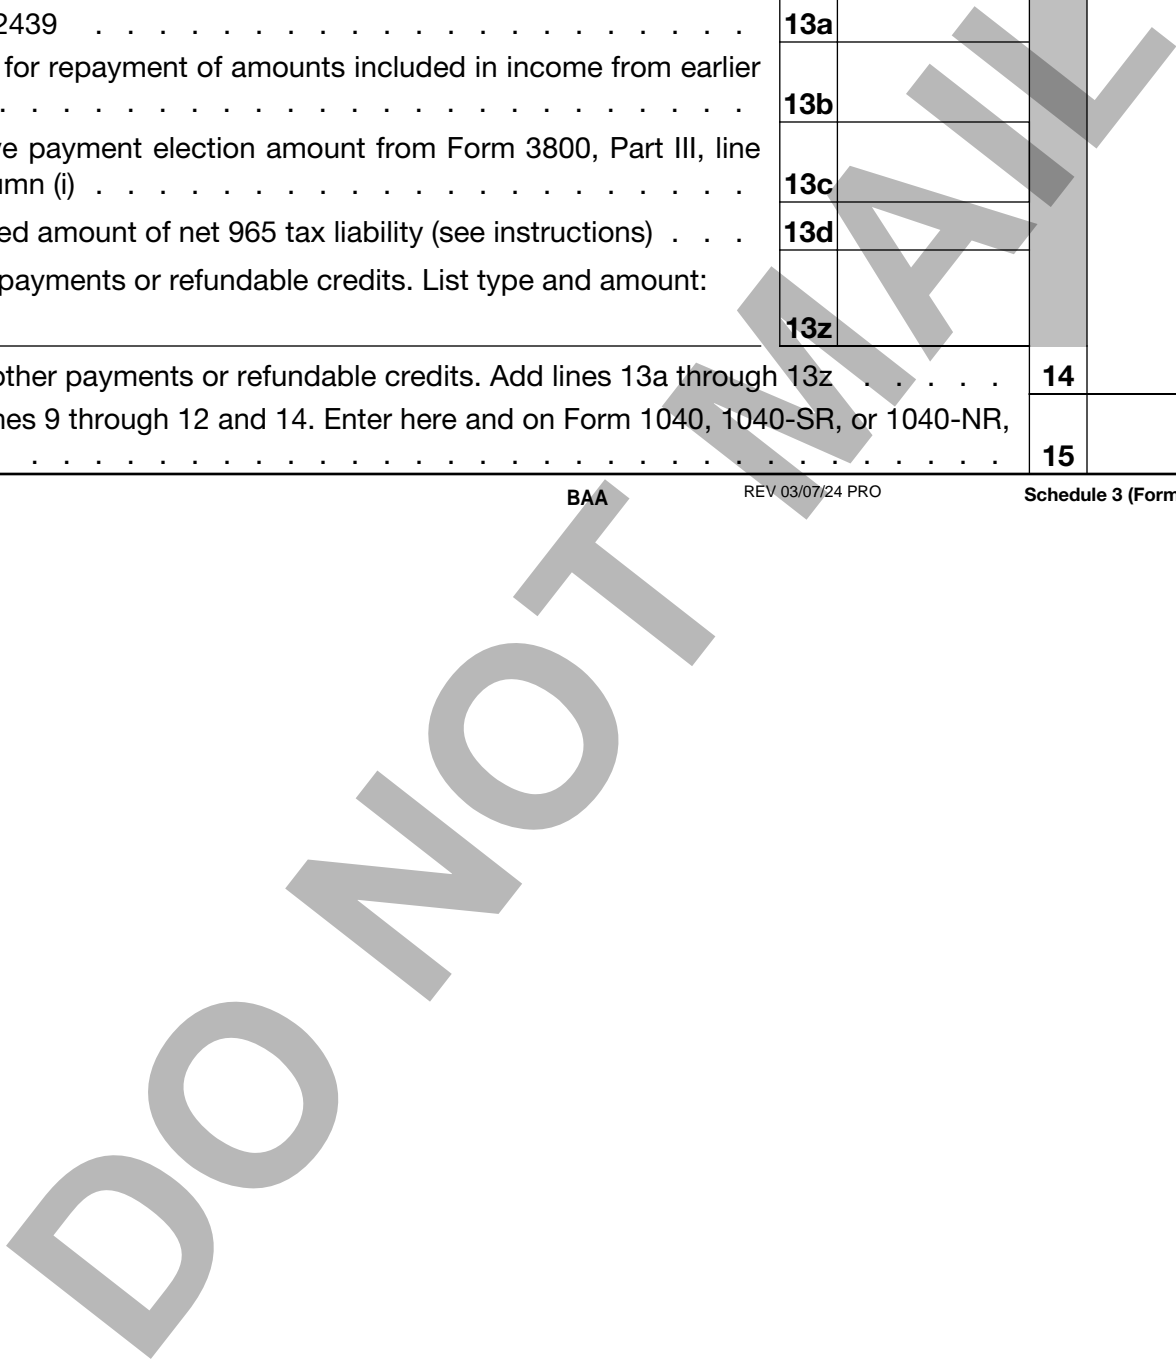 2439 . . . . . . . . . . . . . . . . . . . . . 13a
for repayment of amounts included in income from earlier
. . . . . . . . . . . . . . . . . . . . . . . . 13b
payment election amount from Form 3800, Part III, line
(i) . . . . . . . . . . . . . . . . . . . . . 13c
amount of net 965 tax liability (see instructions) . . . 13d
payments or refundable credits. List type and amount:
13z
other payments or refundable credits. Add lines 13a through 13z . . . . . 14
9 through 12 and 14. Enter here and on Form 1040, 1040-SR, or 1040-NR,
. . . . . . . . . . . . . . . . . . . . . . . . . . . . . . . 15
BAA REV 03/07/24 PRO Schedule 3 (Form
DO NOT MAIL